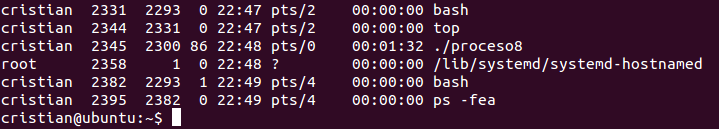 cristian  2331  2293  0 22:47 pts/2    00:00:00 bash
cristian  2344  2331  0 22:47 pts/2    00:00:00 top
cristian  2345  2300 86 22:48 pts/0    00:01:32 ./proceso8
root      2358     1  0 22:48 ?        00:00:00 /lib/systemd/systemd-hostnamed
cristian  2382  2293  1 22:49 pts/4    00:00:00 bash
cristian  2395  2382  0 22:49 pts/4    00:00:00 ps -fea
cristian@ubuntu:~$